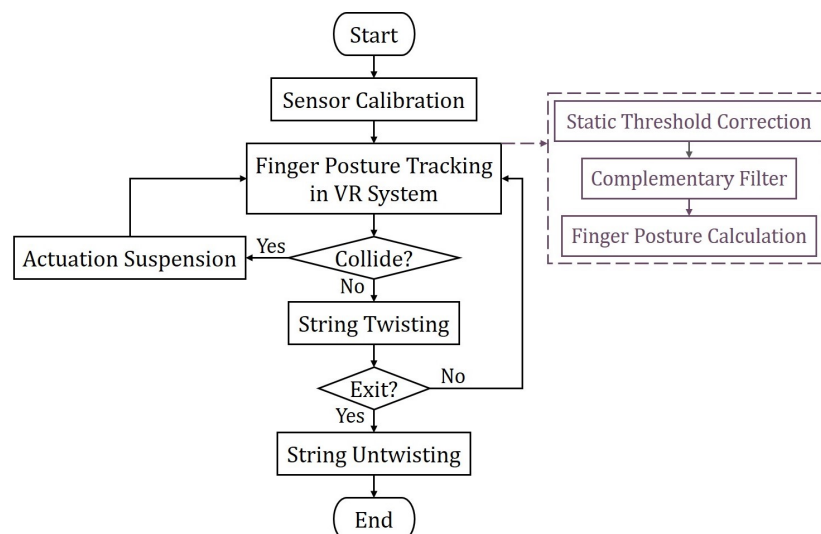 Start
Sensor Calibration
Finger Posture Tracking
in VR System
Static Threshold Correction
Complementary Filter
Finger Posture Calculation
Yes
Actuation Suspension
Collide?
No
String Twisting
Exit?
No
Yes
String Untwisting
End